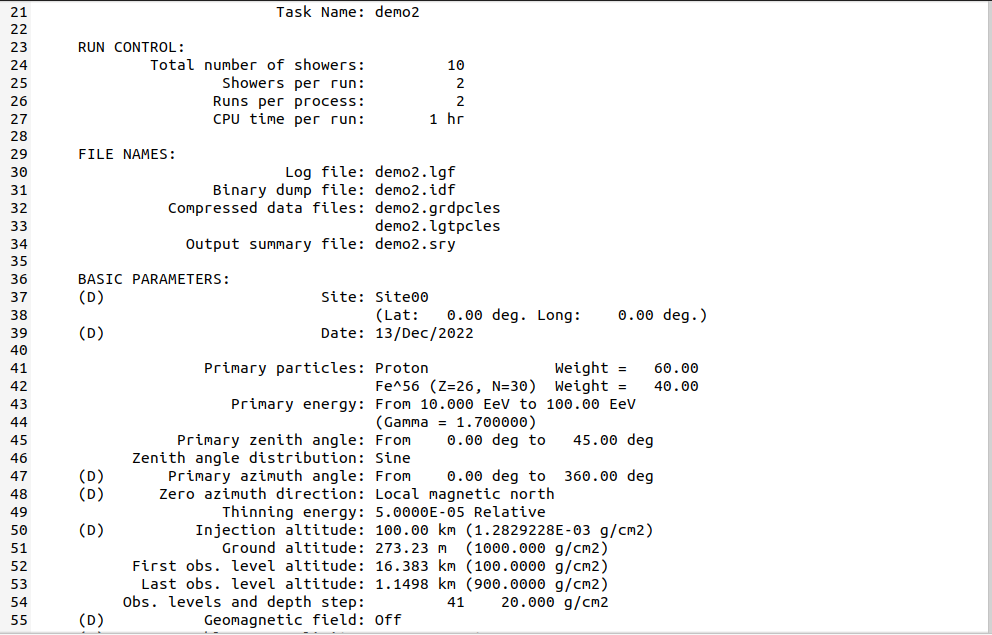 21                            Task Name: demo2
22
23      RUN CONTROL:
24              Total number of showers:         10
25                      Showers per run:          2
26                     Runs per process:          2
27                     CPU time per run:       1 hr
28
29      FILE NAMES:
30                             Log file: demo2.lgf
31                     Binary dump file: demo2.idf
32                Compressed data files: demo2.grdpcles
33                                       demo2.lgtpcles
34                  Output summary file: demo2.sry
35
36      BASIC PARAMETERS:
37      (D)                        Site: Site00
38                                       (Lat:   0.00 deg. Long:    0.00 deg.)
39      (D)                        Date: 13/Dec/2022
40
41                    Primary particles: Proton              Weight =   60.00
42                                       Fe^56 (Z=26, N=30)  Weight =   40.00
43                       Primary energy: From 10.000 EeV to 100.00 EeV
44                                       (Gamma = 1.700000)
45                 Primary zenith angle: From    0.00 deg to   45.00 deg
46            Zenith angle distribution: Sine
47      (D)       Primary azimuth angle: From    0.00 deg to  360.00 deg
48      (D)      Zero azimuth direction: Local magnetic north
49                      Thinning energy: 5.0000E-05 Relative
50      (D)          Injection altitude: 100.00 km (1.2829228E-03 g/cm2)
51                      Ground altitude: 273.23 m  (1000.000 g/cm2)
52            First obs. level altitude: 16.383 km (100.0000 g/cm2)
53             Last obs. level altitude: 1.1498 km (900.0000 g/cm2)
54           Obs. levels and depth step:         41    20.000 g/cm2
55      (D)           Geomagnetic field: Off